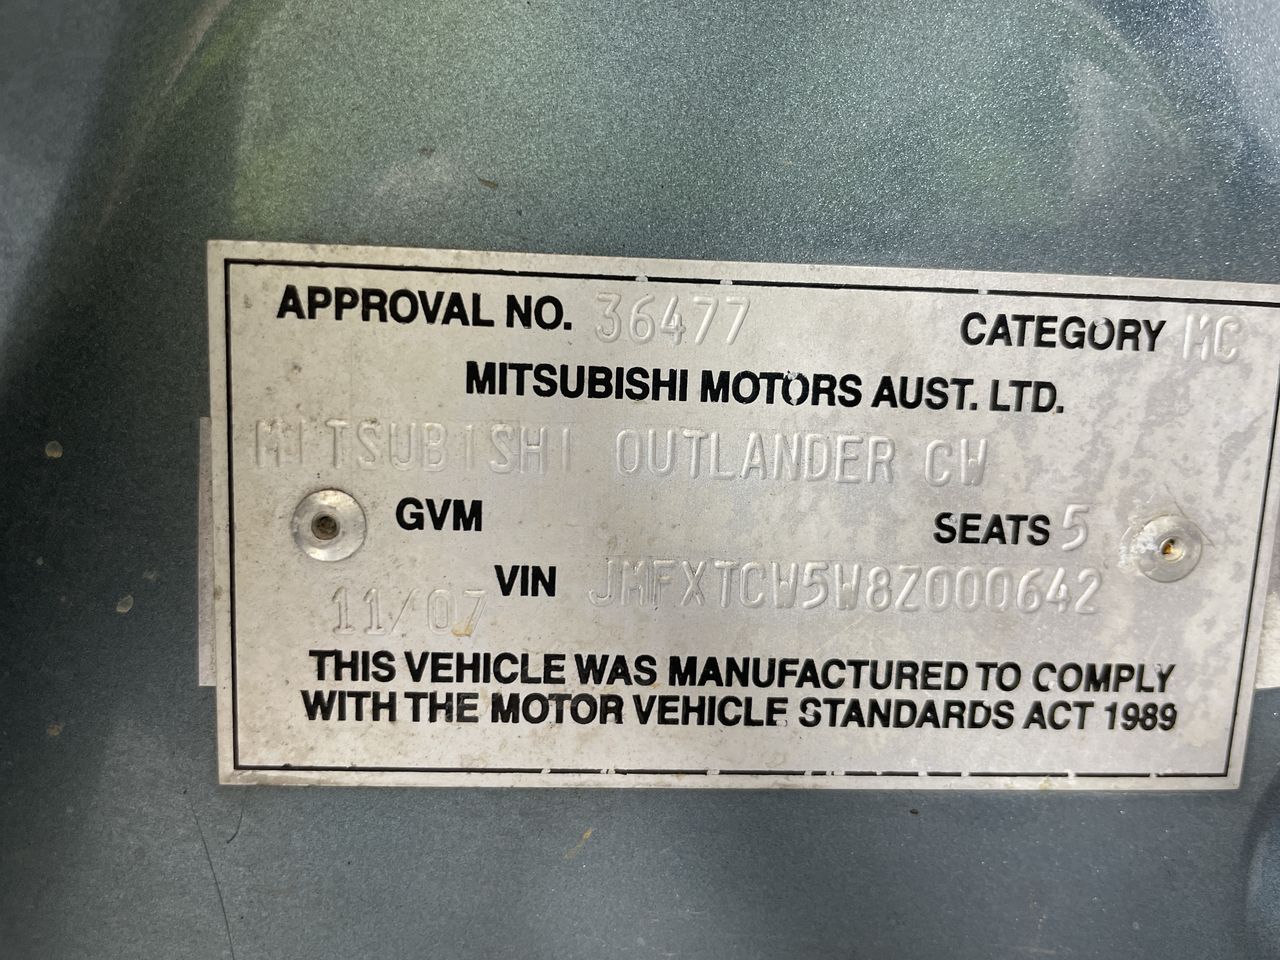 APPROVAL NO. 36477 CATEGORY MC
MITSUBISHI MOTORS AUST. LTD.
MITSUBISHI OUTLANDER CW
GVM SEATS 5
VIN JMFXTCW5W8Z000642
11/07
THIS VEHICLE WAS MANUFACTURED TO COMPLY
WITH THE MOTOR VEHICLE STANDARDS ACT 1989